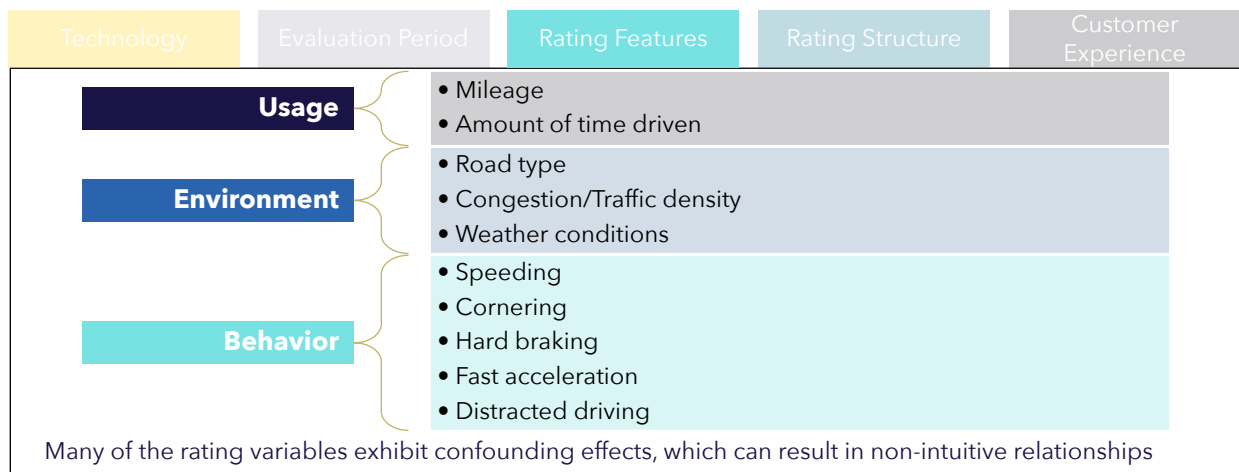 Technology
Evaluation Period
Rating Features
Rating Structure
Customer
Experience
Usage
• Mileage
• Amount of time driven
Environment
• Road type
• Congestion/Traffic density
• Weather conditions
Behavior
• Speeding
• Cornering
• Hard braking
• Fast acceleration
• Distracted driving
Many of the rating variables exhibit confounding effects, which can result in non-intuitive relationships